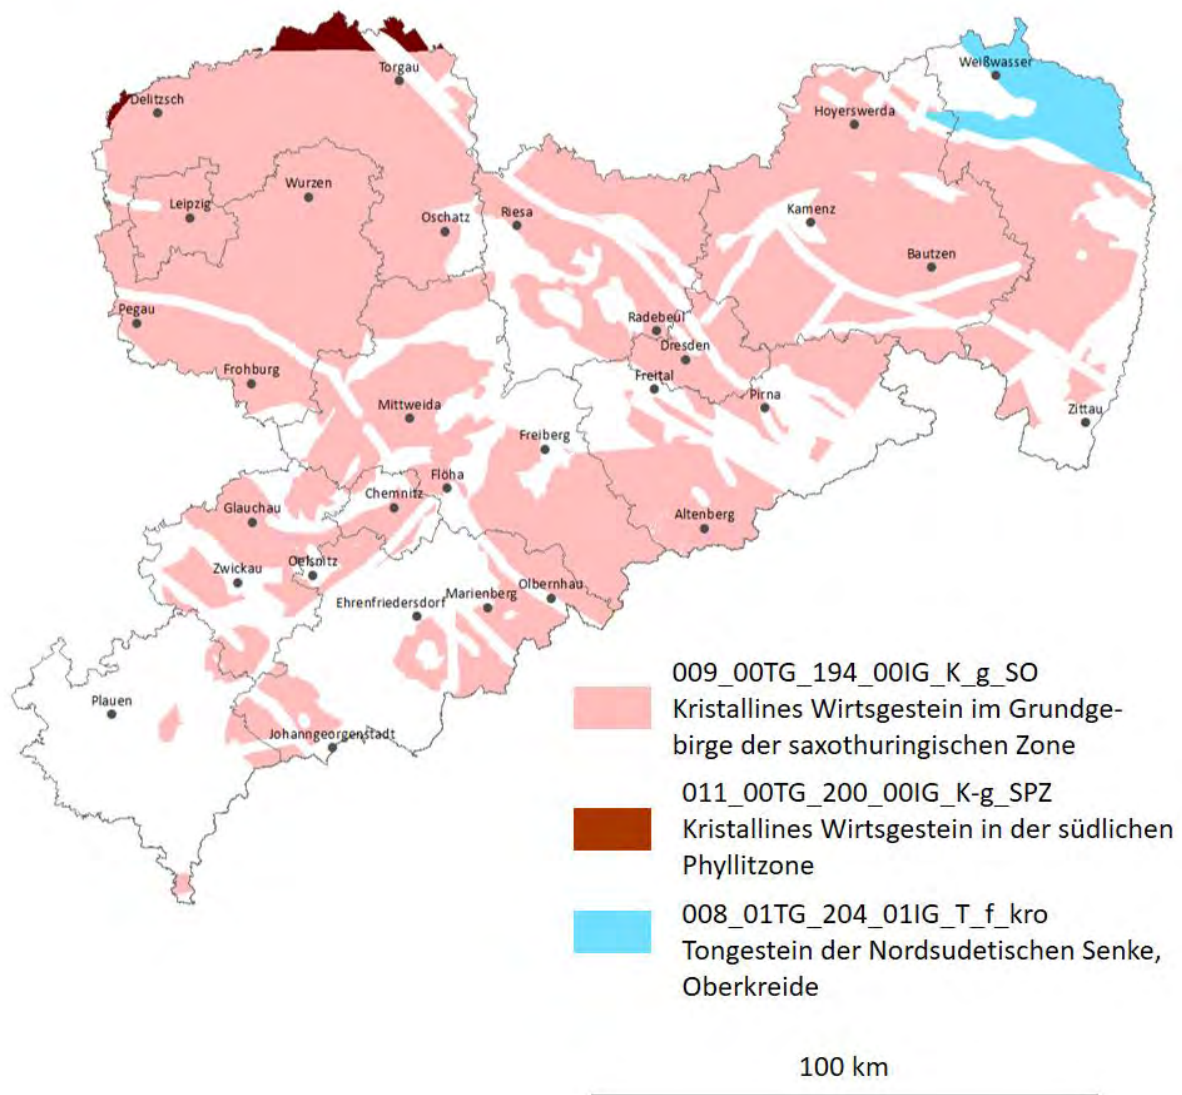 Torgau
Weißwasser
Delitzsch
Hoyerswerda
Wurzen
Leipzig
Oschatz
Riesa
Kamenz
Bautzen
Pegau
Radebeul
Dresden
Frohburg
Freital
Pirna
Mittweida
Zittau
Freiberg
Flöha
Chemnitz
Glauchau
Altenberg
Oelsnitz
Zwickau
Olbernhau
Marienberg
Ehrenfriedersdorf
Plauen
Johanngeorgenstadt
009_00TG_194_00IG_K_g_SO
Kristallines Wirtsgestein im Grundge-
birge der saxothuringischen Zone
011_00TG_200_00IG_K-g_SPZ
Kristallines Wirtsgestein in der südlichen
Phyllitzone
008_01TG_204_01IG_T_f_kro
Tongestein der Nordsudetischen Senke,
Oberkreide
100 km